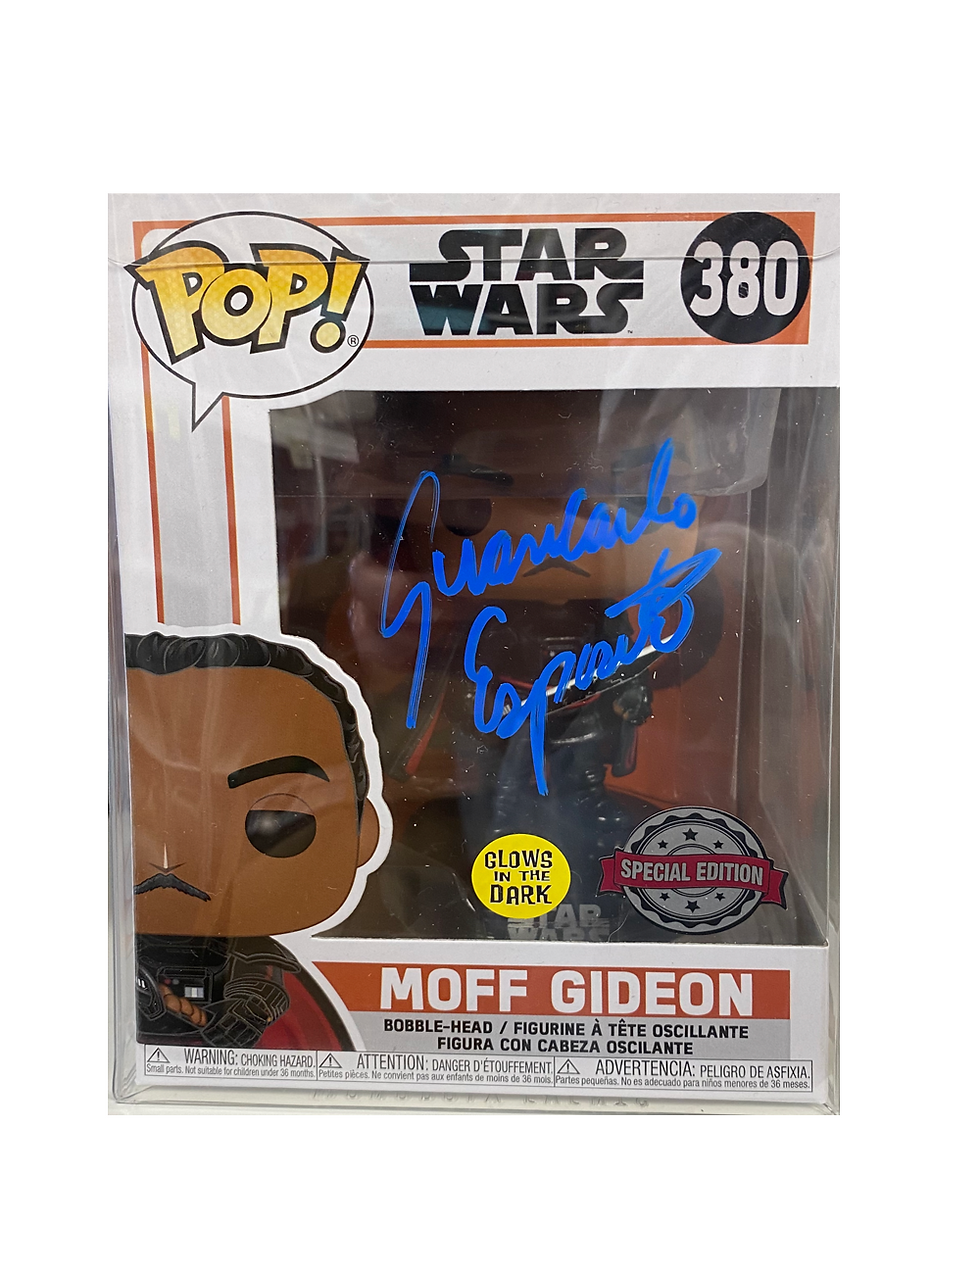 POP!®
STAR
WARS™
380
Giancarlo
Esposito
GLOWS
IN THE
DARK
SPECIAL EDITION
STAR
WARS
MOFF GIDEON
BOBBLE-HEAD / FIGURINE À TÊTE OSCILLANTE
FIGURA CON CABEZA OSCILANTE
WARNING: CHOKING HAZARD.
Small parts. Not suitable for children under 36 months.
ATTENTION: DANGER D'ÉTOUFFEMENT.
Petites pièces. Ne convient pas aux enfants de moins de 36 mois.
ADVERTENCIA: PELIGRO DE ASFIXIA.
Partes pequeñas. No es adecuado para niños menores de 36 meses.